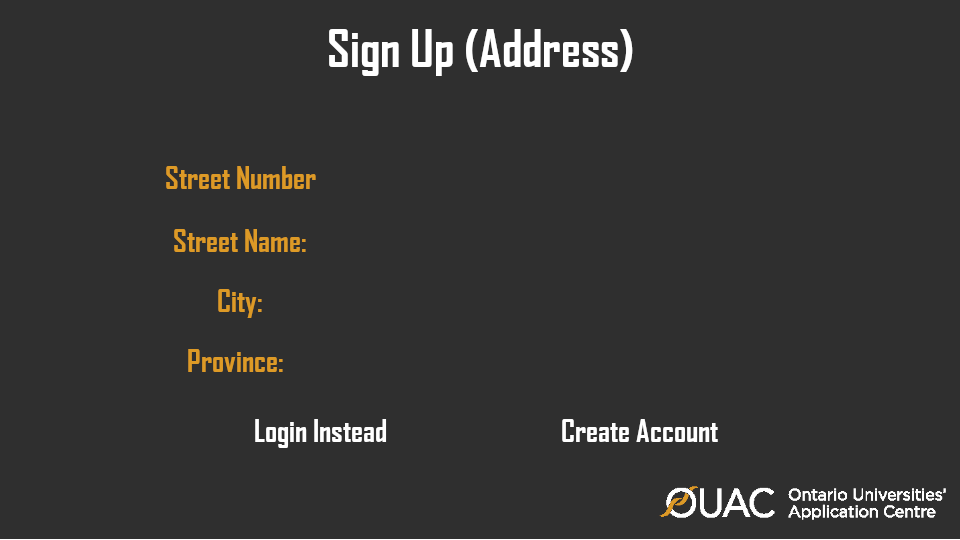 Sign Up (Address)
Street Number
Street Name:
City:
Province:
Login Instead
Create Account
OUAC
Ontario Universities'
Application Centre